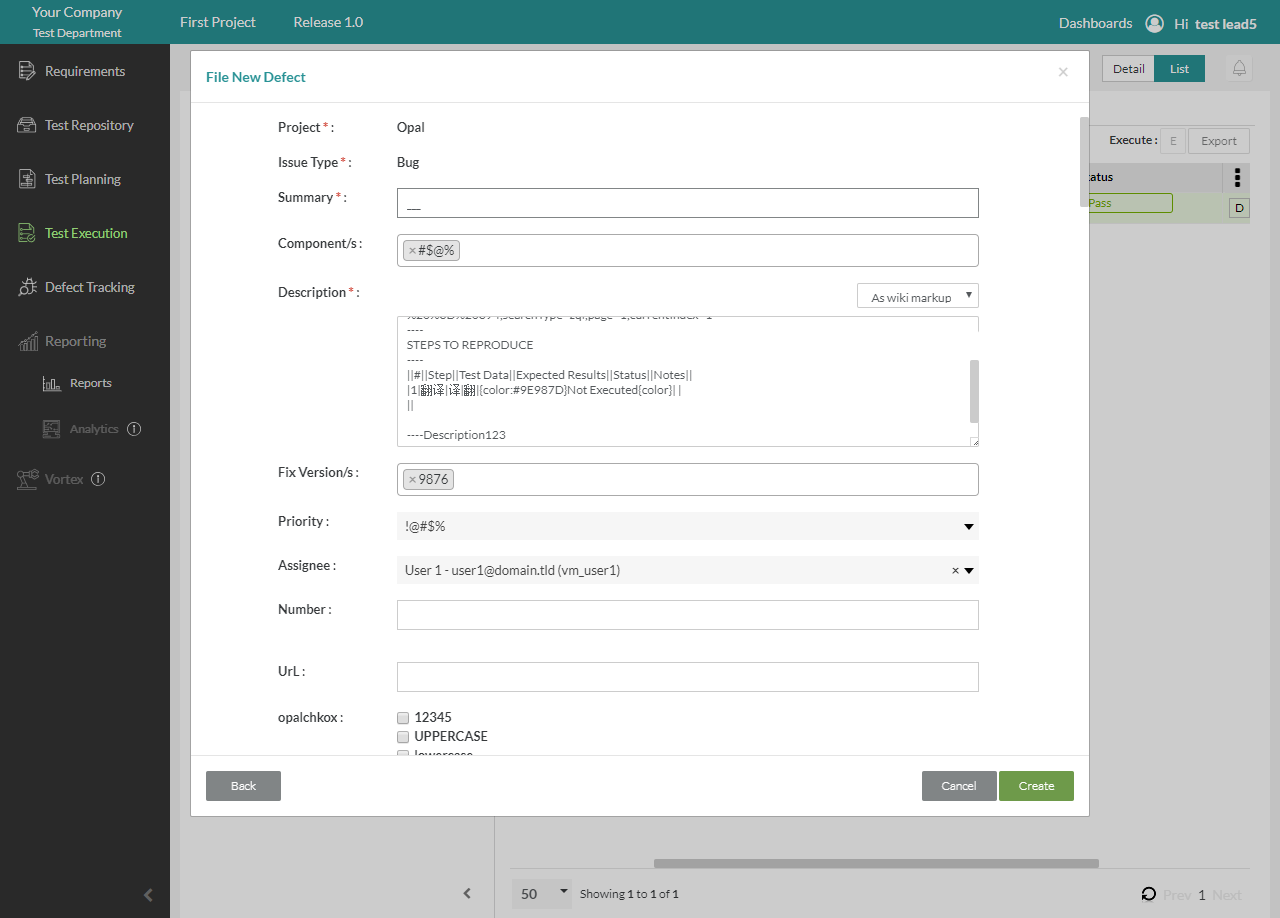 Your Company
Test Department
First Project
Release 1.0
Dashboards
Hi test lead5
Requirements
Test Repository
Test Planning
Test Execution
Defect Tracking
Reporting
Reports
Analytics
Vortex
File New Defect
×
Detail
List
Execute :
E
Export
atus
Pass
D
Project * :
Opal
Issue Type * :
Bug
Summary * :
__
Component/s :
× #$@%
Description * :
As wiki markup
----
STEPS TO REPRODUCE
----
||#||Step||Test Data||Expected Results||Status||Notes||
|1|翻译|译|翻|{color:#9E987D}Not Executed{color}| |
||
----Description123
Fix Version/s :
× 9876
Priority :
!@#$%
Assignee :
User 1 - user1@domain.tld (vm_user1)
×
Number :
UrL :
opalchkox :
12345
UPPERCASE
lowercase
Back
Cancel
Create
50
Showing 1 to 1 of 1
Prev 1 Next